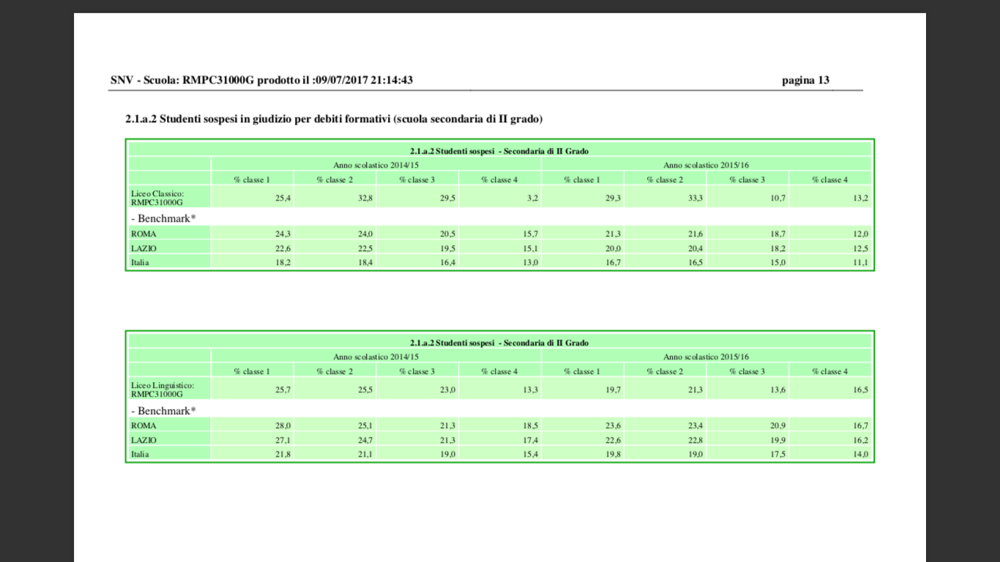 SNV - Scuola: RMPC31000G prodotto il :09/07/2017 21:14:43 pagina 13
2.1.a.2 Studenti sospesi in giudizio per debiti formativi (scuola secondaria di II grado)
2.1.a.2 Studenti sospesi - Secondaria di II Grado
Anno scolastico 2014/15 Anno scolastico 2015/16
% classe 1 % classe 2 % classe 3 % classe 4 % classe 1 % classe 2 % classe 3 % classe 4
Liceo Classico:
RMPC31000G 25,4 32,8 29,5 3,2 29,3 33,3 10,7 13,2
- Benchmark*
ROMA 24,3 24,0 20,5 15,7 21,3 21,6 18,7 12,0
LAZIO 22,6 22,5 19,5 15,1 20,0 20,4 18,2 12,5
Italia 18,2 18,4 16,4 13,0 16,7 16,5 15,0 11,1
2.1.a.2 Studenti sospesi - Secondaria di II Grado
Anno scolastico 2014/15 Anno scolastico 2015/16
% classe 1 % classe 2 % classe 3 % classe 4 % classe 1 % classe 2 % classe 3 % classe 4
Liceo Linguistico:
RMPC31000G 25,7 25,5 23,0 13,3 19,7 21,3 13,6 16,5
- Benchmark*
ROMA 28,0 25,1 21,3 18,5 23,6 23,4 20,9 16,7
LAZIO 27,1 24,7 21,3 17,4 22,6 22,8 19,9 16,2
Italia 21,8 21,1 19,0 15,4 19,8 19,0 17,5 14,0